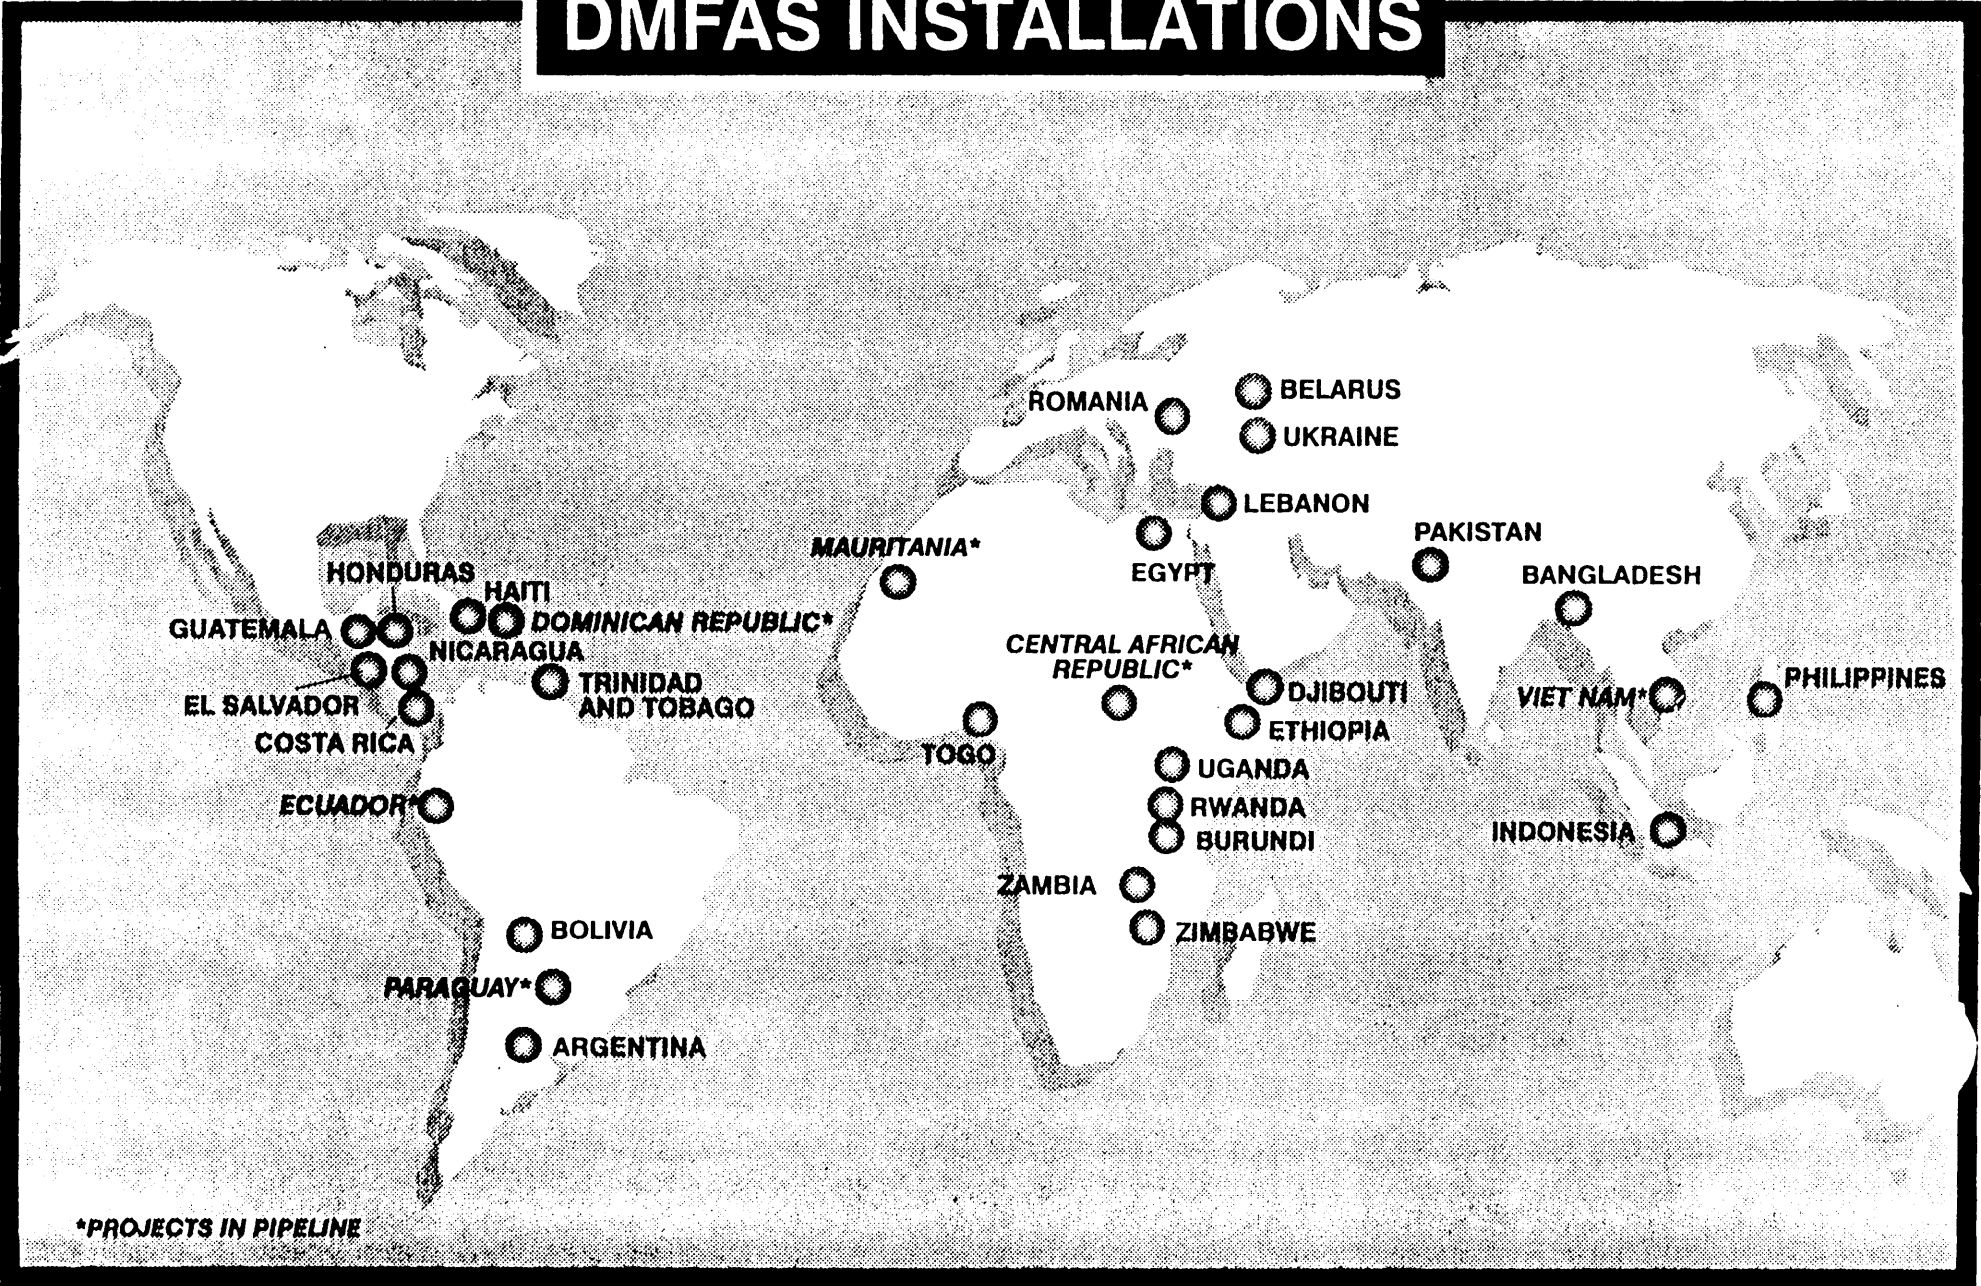 DMFAS INSTALLATIONS
BELARUS
ROMANIA
UKRAINE
LEBANON
PAKISTAN
MAURITANIA*
EGYPT
BANGLADESH
HONDURAS
HAITI
DOMINICAN REPUBLIC*
GUATEMALA
NICARAGUA
CENTRAL AFRICAN
REPUBLIC*
TRINIDAD
AND TOBAGO
EL SALVADOR
DJIBOUTI
VIET NAM*
PHILIPPINES
COSTA RICA
ETHIOPIA
TOGO
UGANDA
ECUADOR*
RWANDA
BURUNDI
INDONESIA
ZAMBIA
BOLIVIA
ZIMBABWE
PARAGUAY*
ARGENTINA
*PROJECTS IN PIPELINE